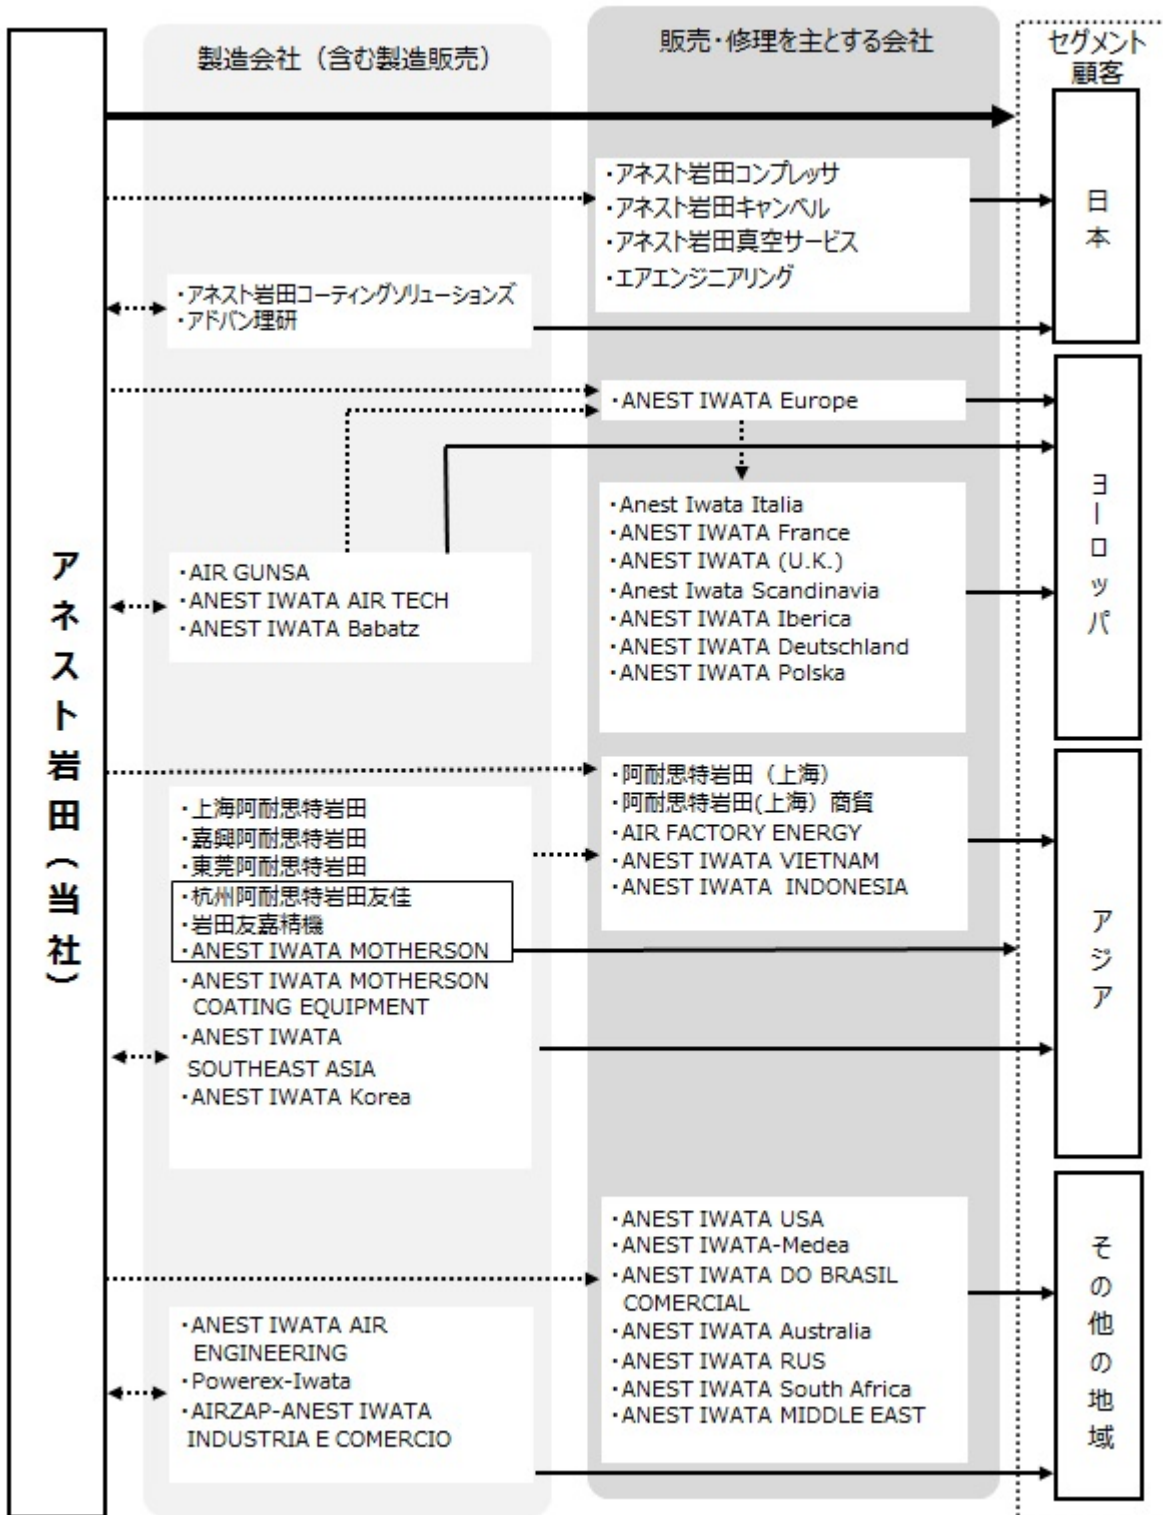 アネスト岩田（当社）
製造会社（含む製造販売）
販売・修理を主とする会社
セグメント
顧客
・アネスト岩田コンプレッサ
・アネスト岩田キャンベル
・アネスト岩田真空サービス
・エアエンジニアリング
日本
・アネスト岩田コーティングソリューションズ
・アドバン理研
・ANEST IWATA Europe
・Anest Iwata Italia
・ANEST IWATA France
・ANEST IWATA (U.K.)
・Anest Iwata Scandinavia
・ANEST IWATA Iberica
・ANEST IWATA Deutschland
・ANEST IWATA Polska
ヨーロッパ
・AIR GUNSA
・ANEST IWATA AIR TECH
・ANEST IWATA Babatz
・阿耐思特岩田（上海）
・阿耐思特岩田(上海）商貿
・AIR FACTORY ENERGY
・ANEST IWATA VIETNAM
・ANEST IWATA INDONESIA
アジア
・上海阿耐思特岩田
・嘉興阿耐思特岩田
・東莞阿耐思特岩田
・杭州阿耐思特岩田友佳
・岩田友嘉精機
・ANEST IWATA MOTHERSON
・ANEST IWATA MOTHERSON
COATING EQUIPMENT
・ANEST IWATA
SOUTHEAST ASIA
・ANEST IWATA Korea
・ANEST IWATA USA
・ANEST IWATA-Medea
・ANEST IWATA DO BRASIL
COMERCIAL
・ANEST IWATA Australia
・ANEST IWATA RUS
・ANEST IWATA South Africa
・ANEST IWATA MIDDLE EAST
その他の地域
・ANEST IWATA AIR
ENGINEERING
・Powerex-Iwata
・AIRZAP-ANEST IWATA
INDUSTRIA E COMERCIO